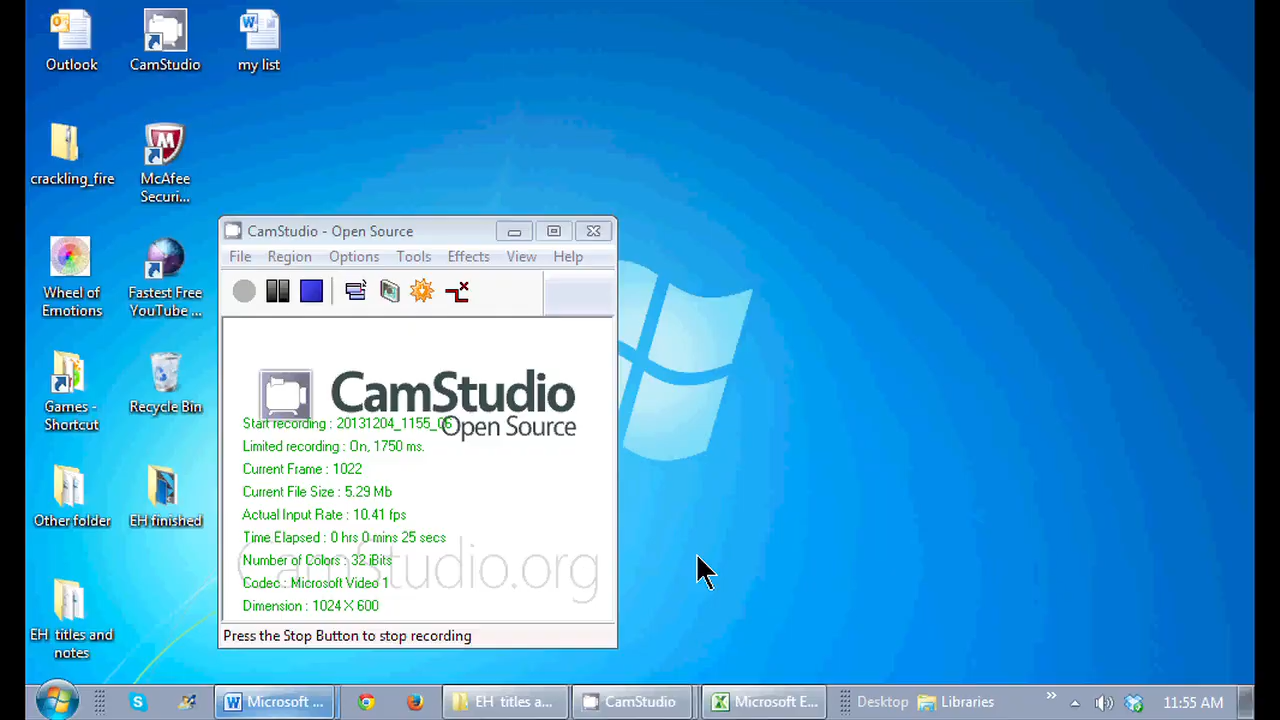 Outlook
CamStudio
my list
crackling_fire
McAfee
Securi...
Wheel of
Emotions
Fastest Free
YouTube ...
Games -
Shortcut
Recycle Bin
Other folder
EH finished
EH titles and
notes
CamStudio - Open Source
File Region Options Tools Effects View Help
CamStudio
Open Source
Start recording : 20131204_1155_06
Limited recording : On, 1750 ms.
Current Frame : 1022
Current File Size : 5.29 Mb
Actual Input Rate : 10.41 fps
Time Elapsed : 0 hrs 0 mins 25 secs
Number of Colors : 32 iBits
CamStudio.org
Codec : Microsoft Video 1
Dimension : 1024 X 600
Press the Stop Button to stop recording
Microsoft ...
EH titles a...
CamStudio
Microsoft E...
Desktop
Libraries
11:55 AM